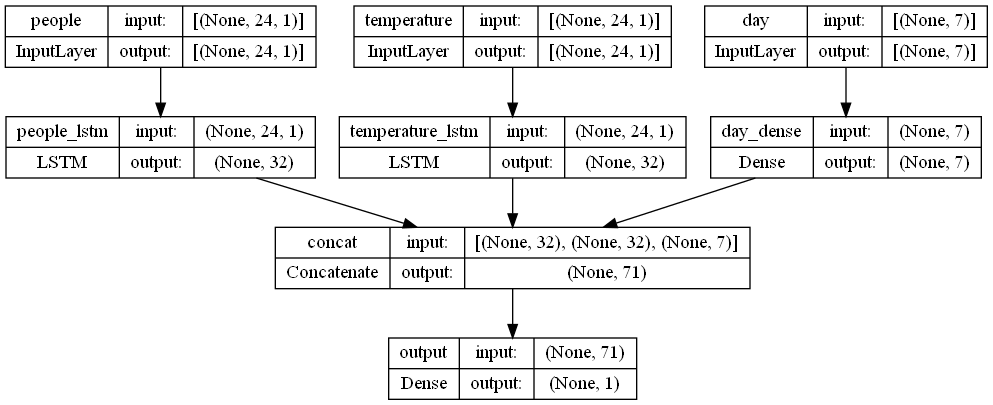 people input: [(None, 24, 1)]
InputLayer output: [(None, 24, 1)]
temperature input: [(None, 24, 1)]
InputLayer output: [(None, 24, 1)]
day input: [(None, 7)]
InputLayer output: [(None, 7)]
people_lstm input: (None, 24, 1)
LSTM output: (None, 32)
temperature_lstm input: (None, 24, 1)
LSTM output: (None, 32)
day_dense input: (None, 7)
Dense output: (None, 7)
concat input: [(None, 32), (None, 32), (None, 7)]
Concatenate output: (None, 71)
output input: (None, 71)
Dense output: (None, 1)